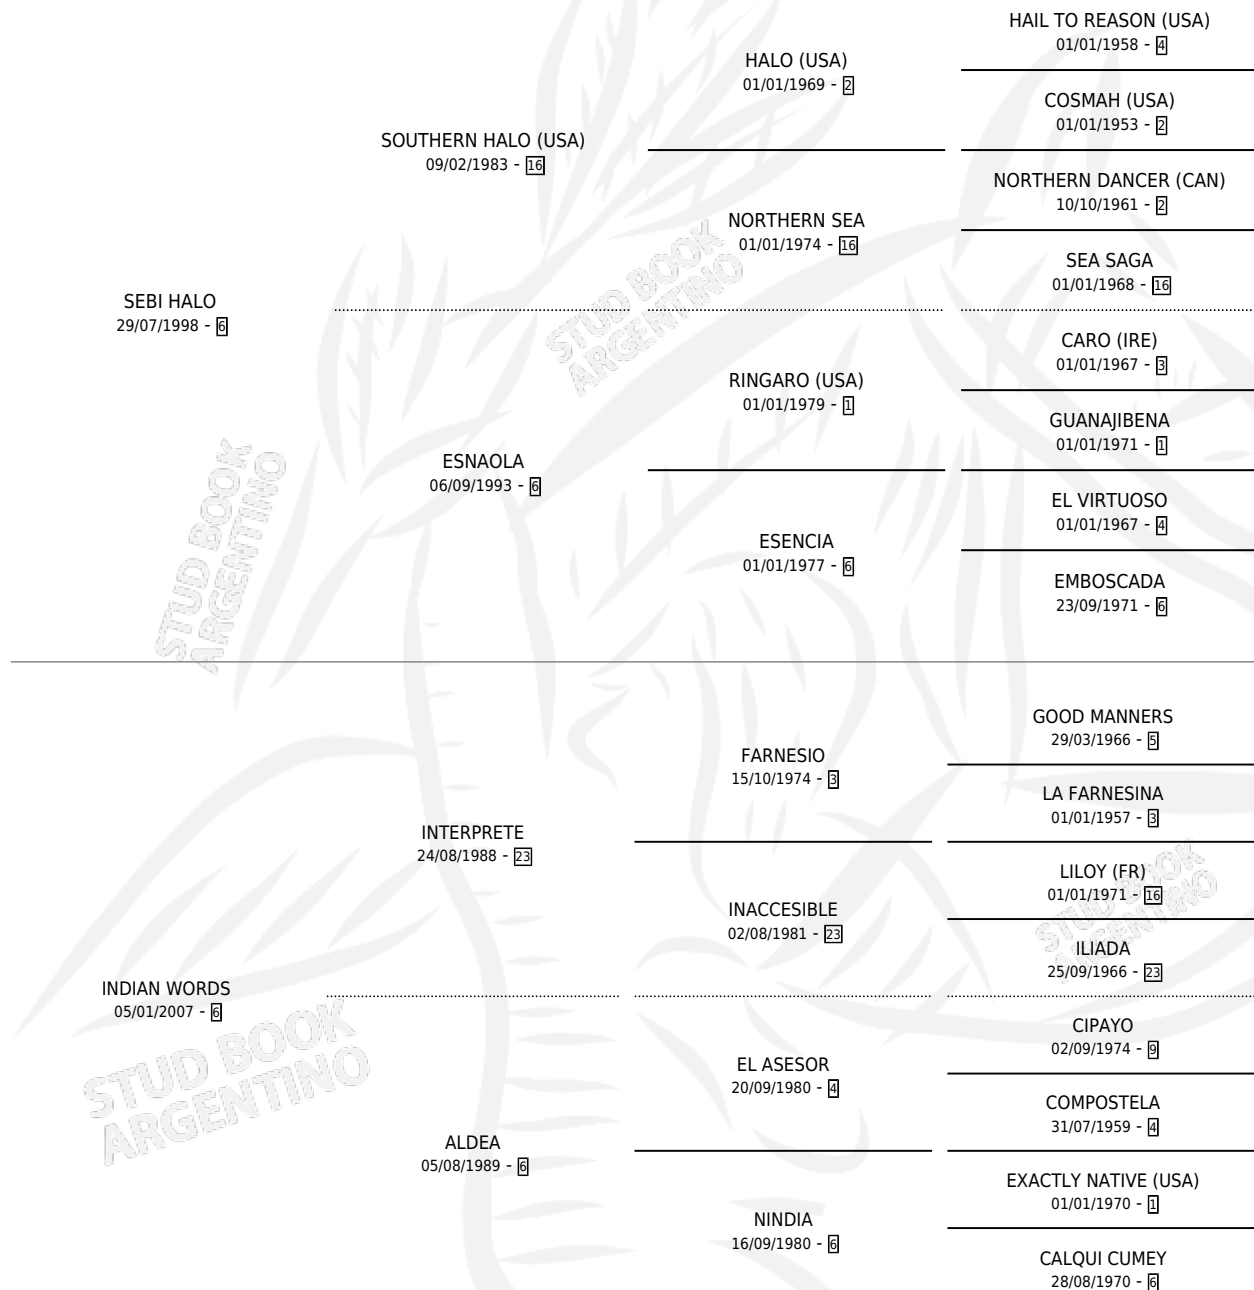 HAIL TO REASON (USA)
01/01/1958 - 4
HALO (USA)
01/01/1969 - 2
COSMAH (USA)
01/01/1953 - 2
SOUTHERN HALO (USA)
09/02/1983 - 16
NORTHERN DANCER (CAN)
10/10/1961 - 2
NORTHERN SEA
01/01/1974 - 16
SEA SAGA
01/01/1968 - 16
SEBI HALO
29/07/1998 - 6
CARO (IRE)
01/01/1967 - 3
RINGARO (USA)
01/01/1979 - 1
GUANAJIBENA
01/01/1971 - 1
ESNAOLA
06/09/1993 - 6
EL VIRTUOSO
01/01/1967 - 4
ESENCIA
01/01/1977 - 6
EMBOSCADA
23/09/1971 - 6
STUD BOOK
ARGENTINO
STUD BOOK
ARGENTINO
GOOD MANNERS
29/03/1966 - 5
FARNESIO
15/10/1974 - 3
LA FARNESINA
01/01/1957 - 3
INTERPRETE
24/08/1988 - 23
LILOY (FR)
01/01/1971 - 16
INACCESIBLE
02/08/1981 - 23
ILIADA
25/09/1966 - 23
STUD BOOK
ARGENTINO
INDIAN WORDS
05/01/2007 - 6
CIPAYO
02/09/1974 - 9
EL ASESOR
20/09/1980 - 4
COMPOSTELA
31/07/1959 - 4
STUD BOOK
ARGENTINO
ALDEA
05/08/1989 - 6
EXACTLY NATIVE (USA)
01/01/1970 - 1
NINDIA
16/09/1980 - 6
CALQUI CUMEY
28/08/1970 - 6